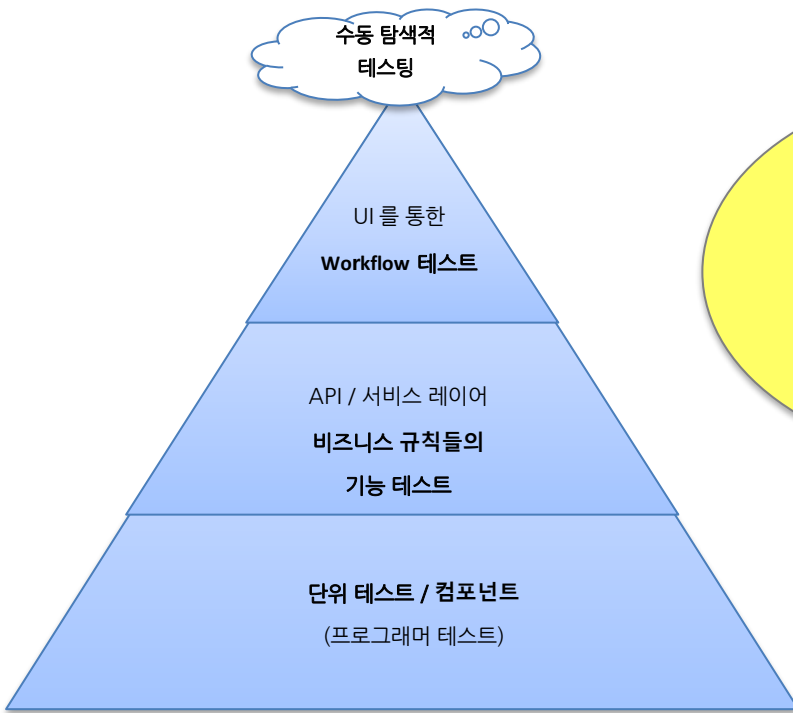 수동 탐색적
테스팅
UI 를 통한
Workflow 테스트
API / 서비스 레이어
비즈니스 규칙들의
기능 테스트
단위 테스트 / 컴포넌트
(프로그래머 테스트)